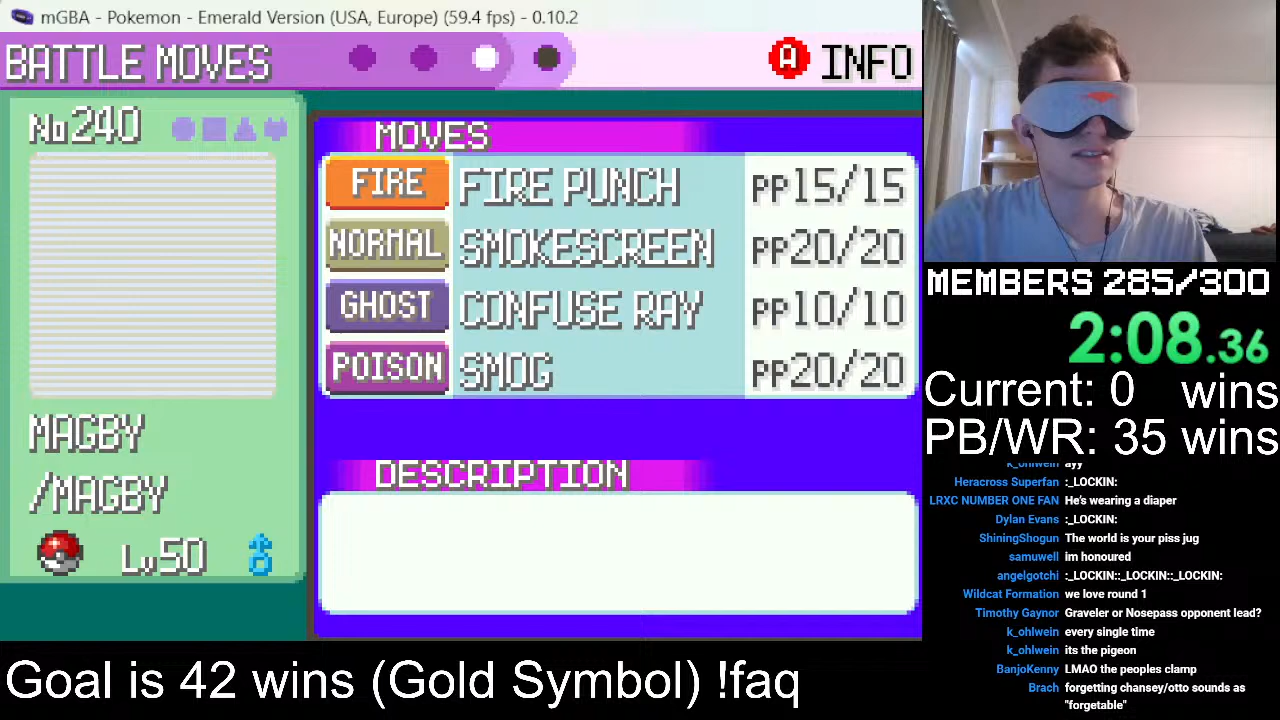 mGBA - Pokemon - Emerald Version (USA, Europe) (59.4 fps) - 0.10.2
BATTLE MOVES
A INFO
No240
MAGBY
/MAGBY
Lv50
MOVES
FIRE FIRE PUNCH PP15/15
NORMAL SMOKESCREEN PP20/20
GHOST CONFUSE RAY PP10/10
POISON SMOG PP20/20
DESCRIPTION
MEMBERS 285/300
2:08.36
Current: 0 wins
PB/WR: 35 wins
k_ohlwein ayy
Heracross Superfan :_LOCKIN:
LRXC NUMBER ONE FAN He's wearing a diaper
Dylan Evans :_LOCKIN:
ShiningShogun The world is your piss jug
samuwell im honoured
angelgotchi :_LOCKIN::_LOCKIN::_LOCKIN:
Wildcat Formation we love round 1
Timothy Gaynor Graveler or Nosepass opponent lead?
k_ohlwein every single time
k_ohlwein its the pigeon
BanjoKenny LMAO the peoples clamp
Brach forgetting chansey/otto sounds as
"forgetable"
Goal is 42 wins (Gold Symbol) !faq